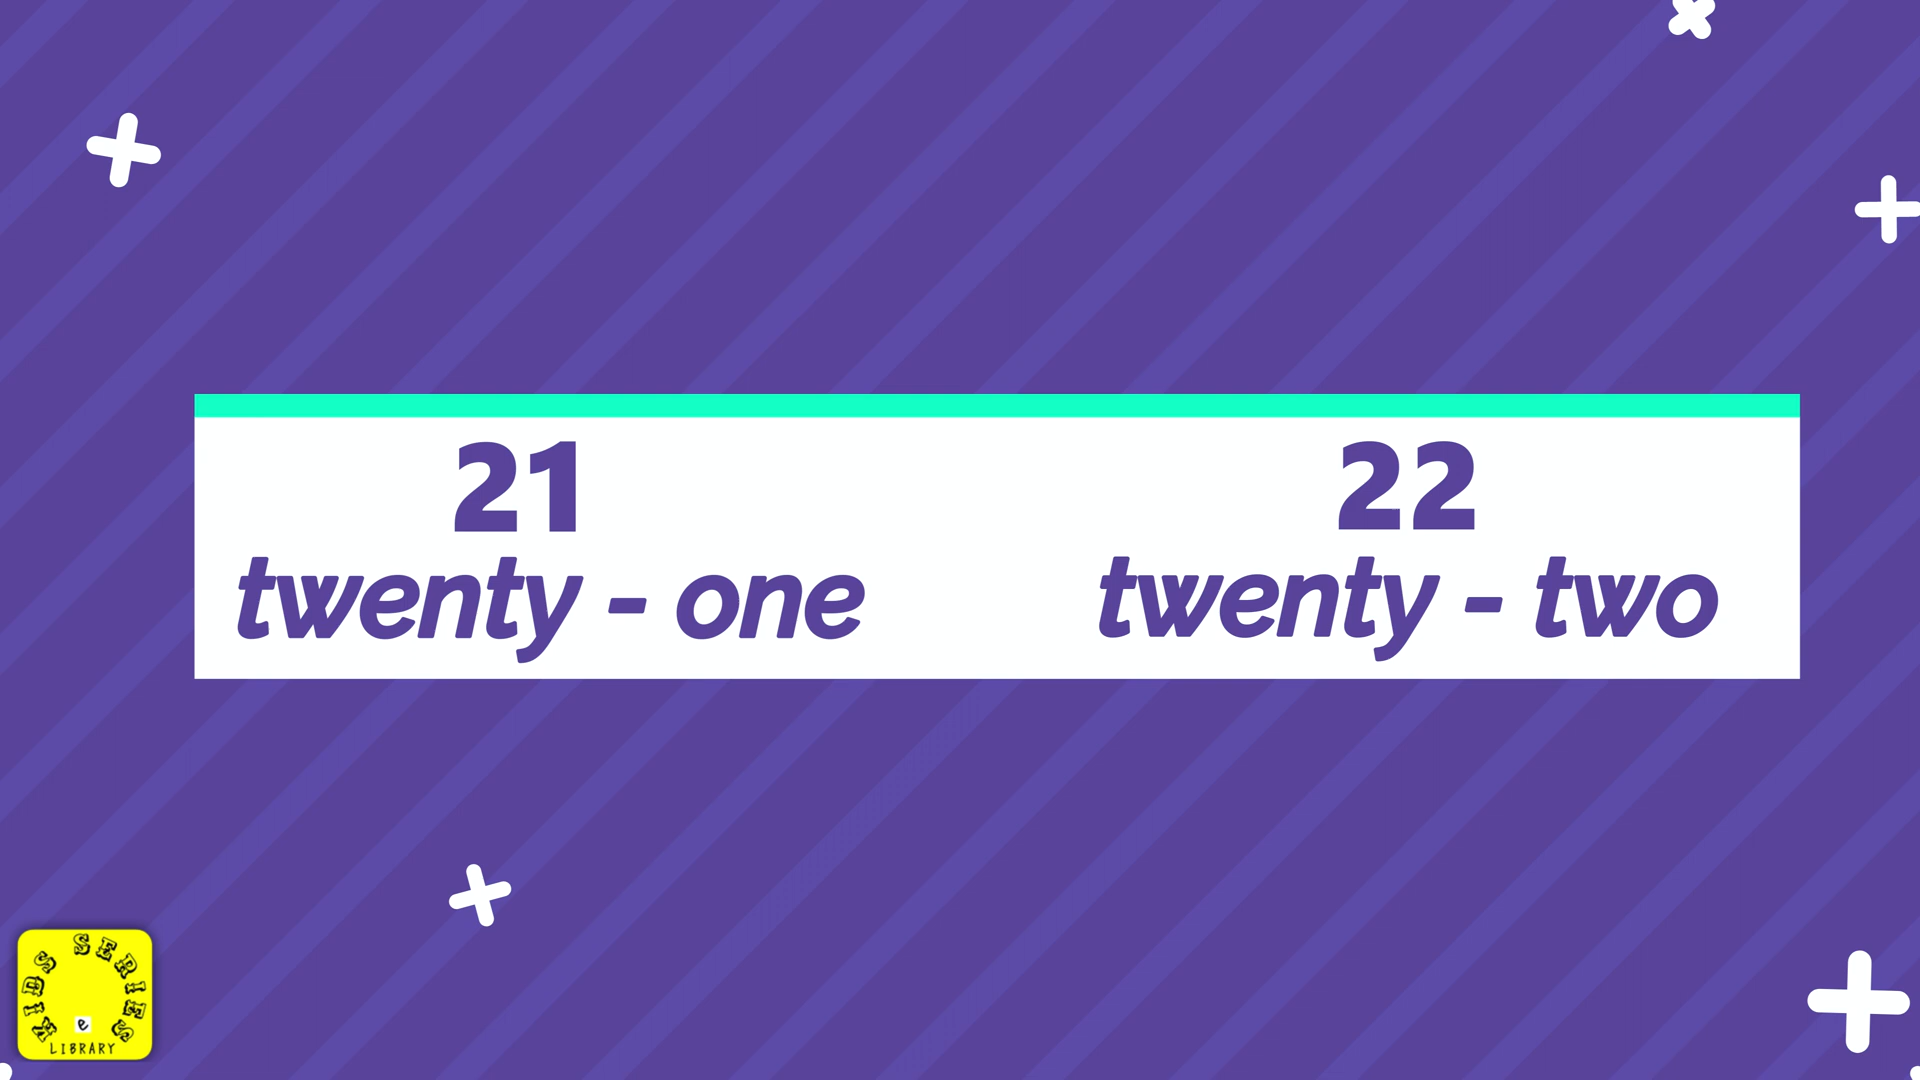 21
twenty - one
22
twenty - two
KIDS SERIES
e
LIBRARY